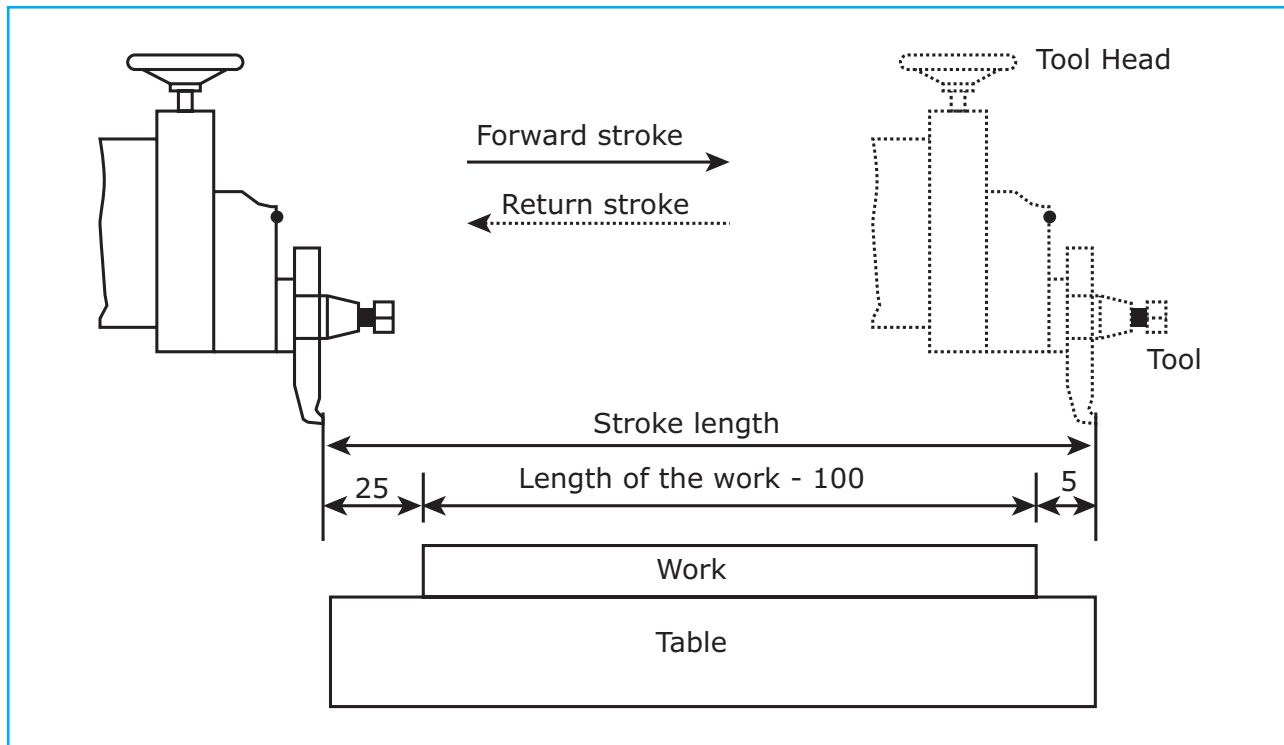 Tool Head
Forward stroke
Return stroke
Tool
Stroke length
25
Length of the work - 100
5
Work
Table